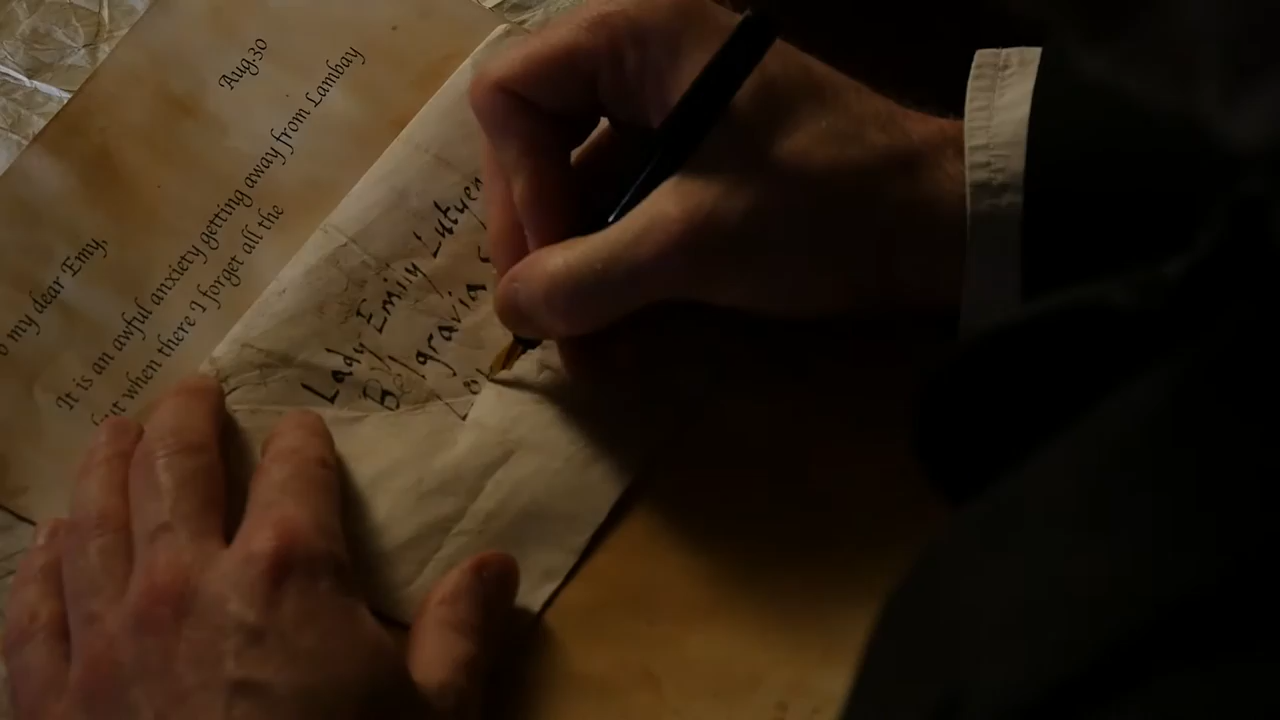 Aug.30
my dear Emy,
It is an awful anxiety getting away from Lambay
but when there I forget all the
Lady Emily Lutyen
Belgravia
Lo